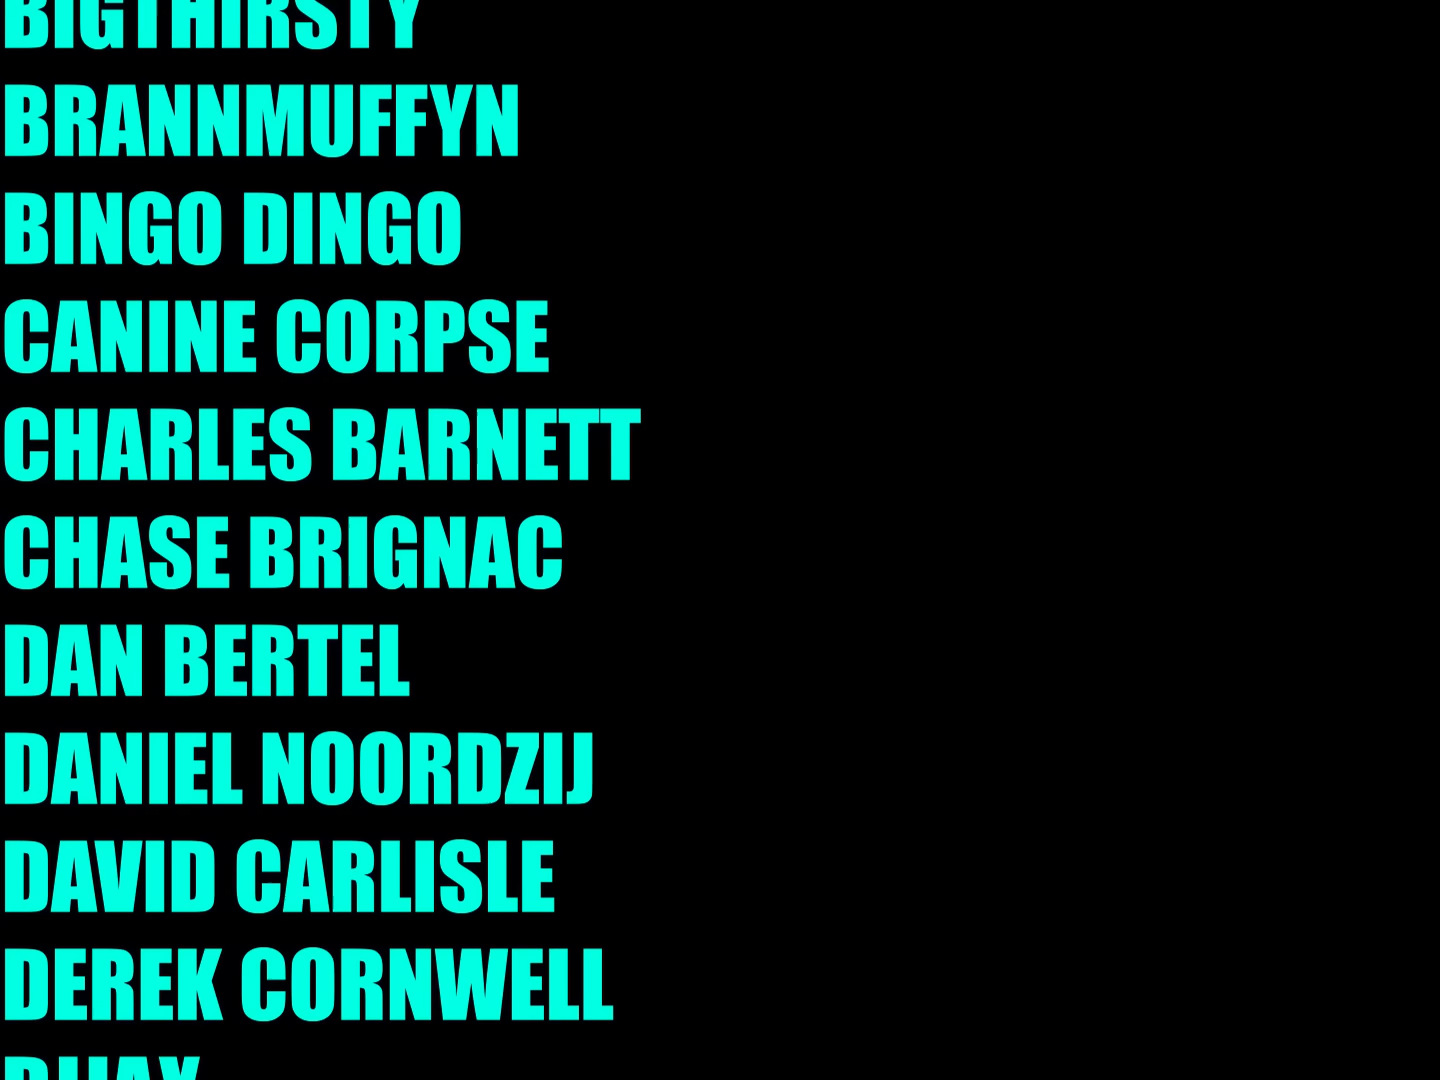 BIGTHIRSTY
BRANNMUFFYN
BINGO DINGO
CANINE CORPSE
CHARLES BARNETT
CHASE BRIGNAC
DAN BERTEL
DANIEL NOORDZIJ
DAVID CARLISLE
DEREK CORNWELL